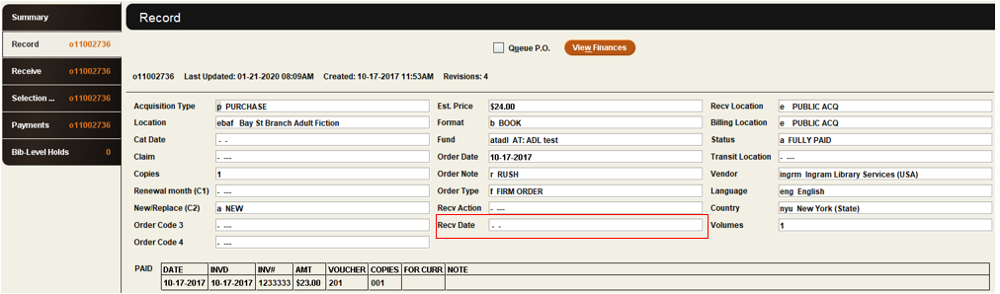 Summary
Record o11002736
Receive o11002736
Selection ... o11002736
Payments o11002736
Bib-Level Holds 0
Record
Queue P.O. View Finances
o11002736 Last Updated: 01-21-2020 08:09AM Created: 10-17-2017 11:53AM Revisions: 4
Acquisition Type p PURCHASE Est. Price $24.00 Recv Location e PUBLIC ACQ
Location ebaf Bay St Branch Adult Fiction Format b BOOK Billing Location e PUBLIC ACQ
Cat Date - - Fund atadl AT: ADL test Status a FULLY PAID
Claim - --- Order Date 10-17-2017 Transit Location - ---
Copies 1 Order Note r RUSH Vendor ingrm Ingram Library Services (USA)
Renewal month (C1) - --- Order Type f FIRM ORDER Language eng English
New/Replace (C2) a NEW Recv Action - --- Country nyu New York (State)
Order Code 3 - --- Recv Date - - Volumes 1
Order Code 4 - ---
PAID DATE INVD INV# AMT VOUCHER COPIES FOR CURR NOTE
10-17-2017 10-17-2017 1233333 $23.00 201 001